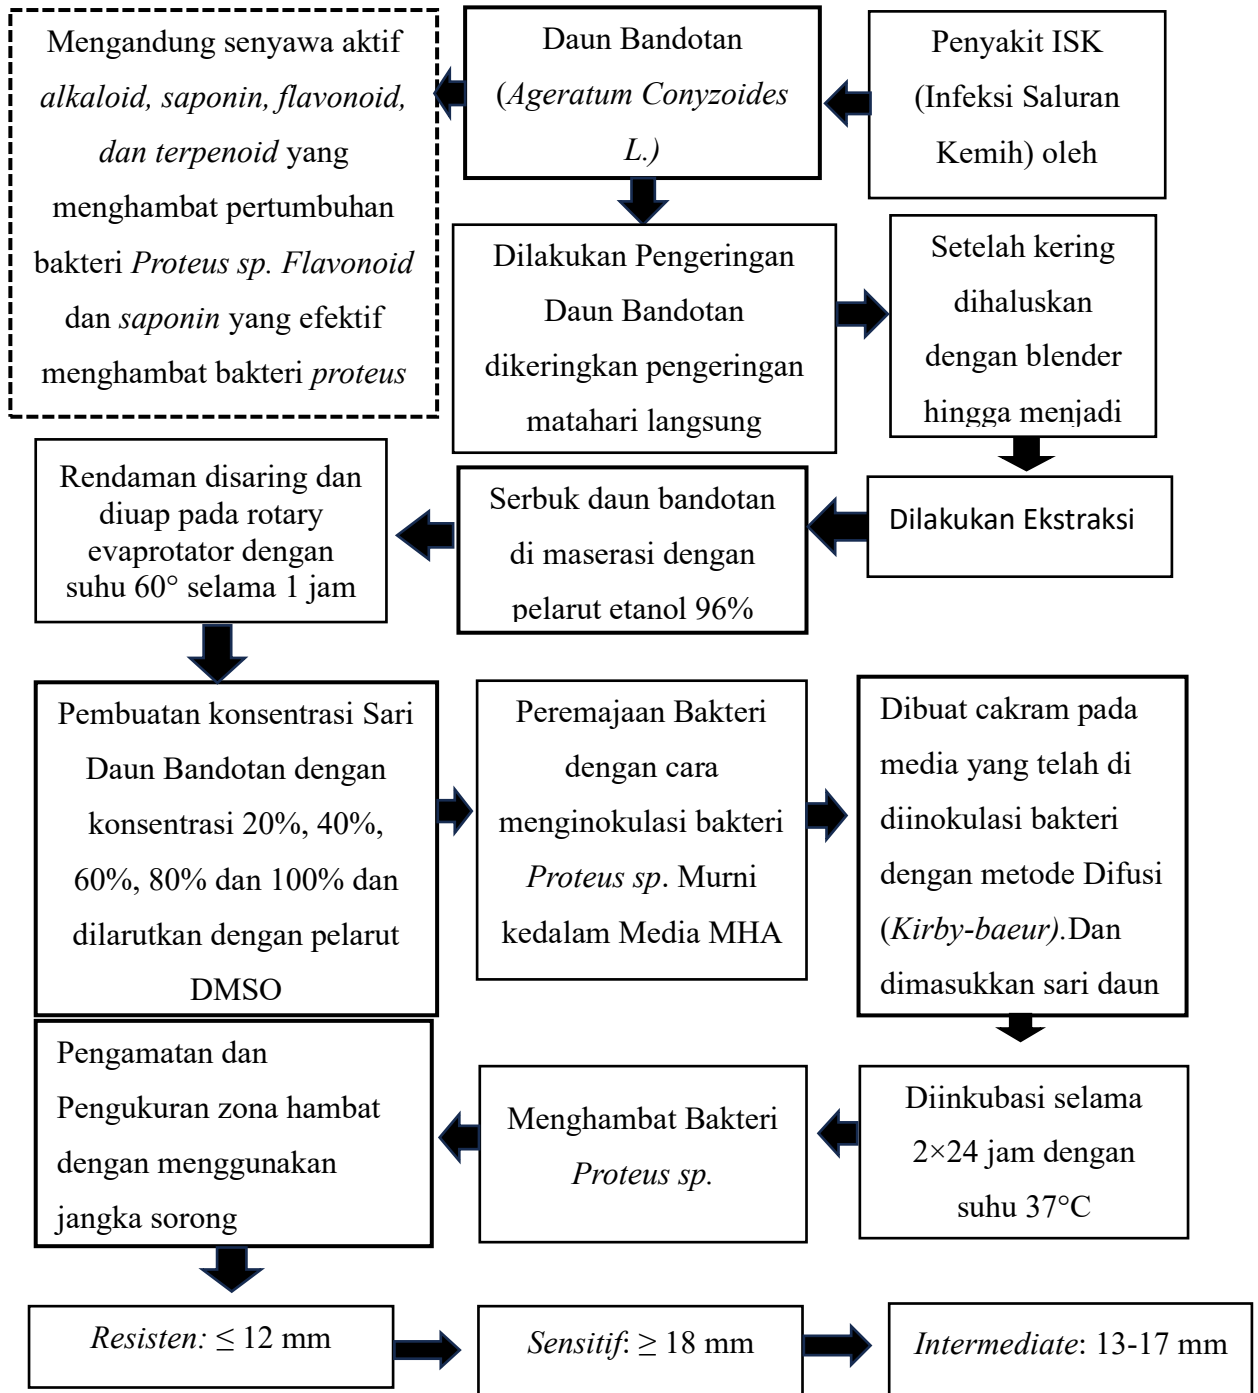 Mengandung senyawa aktif
alkaloid, saponin, flavonoid,
dan terpenoid yang
menghambat pertumbuhan
bakteri Proteus sp. Flavonoid
dan saponin yang efektif
menghambat bakteri proteus
Daun Bandotan
(Ageratum Conyzoides
L.)
Penyakit ISK
(Infeksi Saluran
Kemih) oleh
Dilakukan Pengeringan
Daun Bandotan
dikeringkan pengeringan
matahari langsung
Setelah kering
dihaluskan
dengan blender
hingga menjadi
Rendaman disaring dan
diuap pada rotary
evaprotator dengan
suhu 60° selama 1 jam
Serbuk daun bandotan
di maserasi dengan
pelarut etanol 96%
Dilakukan Ekstraksi
Pembuatan konsentrasi Sari
Daun Bandotan dengan
konsentrasi 20%, 40%,
60%, 80% dan 100% dan
dilarutkan dengan pelarut
DMSO
Peremajaan Bakteri
dengan cara
menginokulasi bakteri
Proteus sp. Murni
kedalam Media MHA
Dibuat cakram pada
media yang telah di
diinokulasi bakteri
dengan metode Difusi
(Kirby-baeur).Dan
dimasukkan sari daun
Pengamatan dan
Pengukuran zona hambat
dengan menggunakan
jangka sorong
Menghambat Bakteri
Proteus sp.
Diinkubasi selama
2×24 jam dengan
suhu 37°C
Resisten: ≤ 12 mm
Sensitif: ≥ 18 mm
Intermediate: 13-17 mm